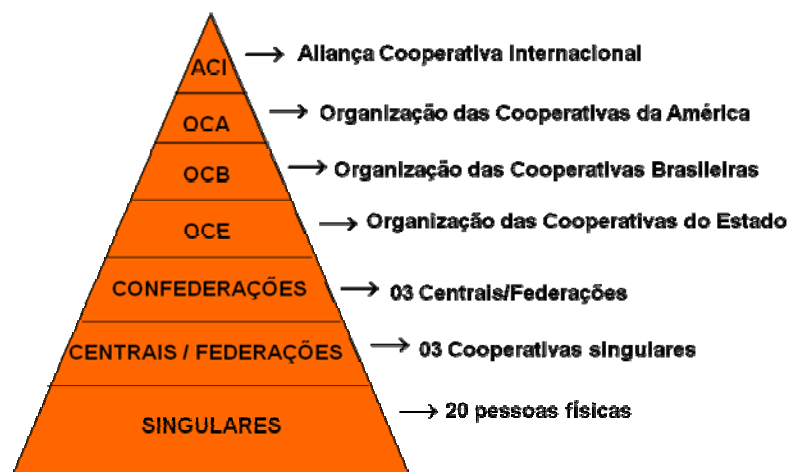 ACI
Aliança Cooperativa Internacional
OCA
Organização das Cooperativas da América
OCB
Organização das Cooperativas Brasileiras
OCE
Organização das Cooperativas do Estado
CONFEDERAÇÕES
03 Centrais/Federações
CENTRAIS / FEDERAÇÕES
03 Cooperativas singulares
SINGULARES
20 pessoas físicas